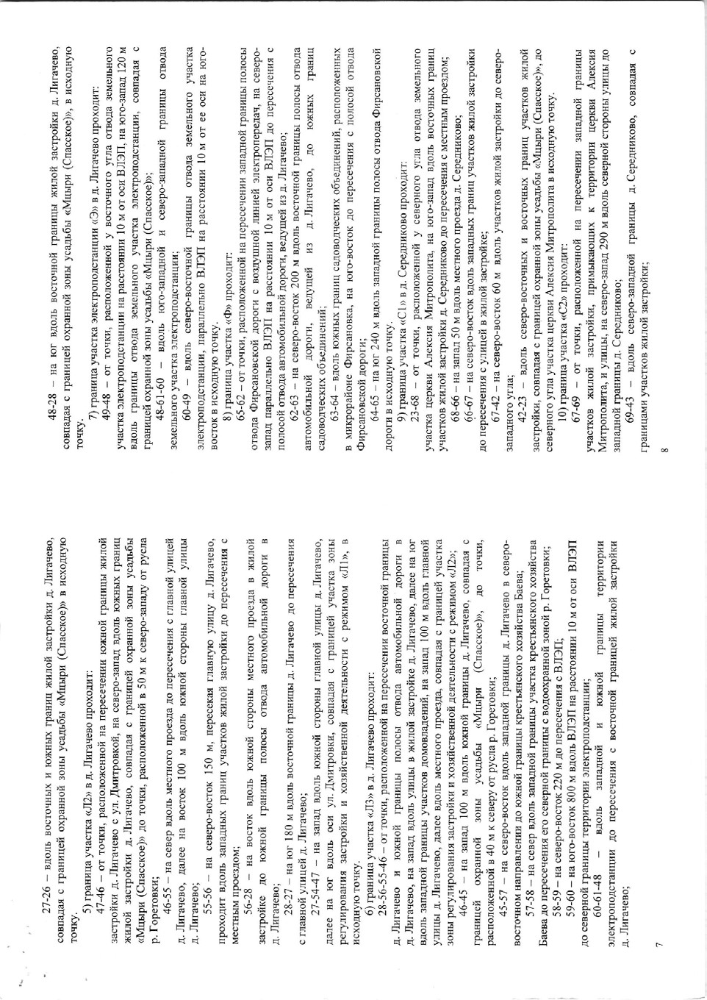 27-26 – вдоль восточных и южных границ жилой застройки д. Лигачево,
совпадая с границей охранной зоны усадьбы «Мцыри (Спасское)» в исходную
точку.
5) граница участка «Л2» в д. Лигачево проходит:
47-46 – от точки, расположенной на пересечении южной границы жилой
застройки д. Лигачево с ул. Дмитровкой, на северо-запад вдоль южных границ
жилой застройки д. Лигачево, совпадая с границей охранной зоны усадьбы
«Мцыри (Спасское)» до точки, расположенной в 50 м к северо-западу от русла
р. Горетовки;
46-55 – на север вдоль местного проезда до пересечения с главной улицей
д. Лигачево, далее на восток 100 м вдоль южной стороны главной улицы
д. Лигачево;
55-56 – на северо-восток 150 м, пересекая главную улицу д. Лигачево,
проходит вдоль западных границ участков жилой застройки до пересечения с
местным проездом;
56-28 – на восток вдоль южной стороны местного проезда в жилой
застройке до южной границы полосы отвода автомобильной дороги в
д. Лигачево;
28-27 – на юг 180 м вдоль восточной границы д. Лигачево до пересечения
с главной улицей д. Лигачево;
27-54-47 – на запад вдоль южной стороны главной улицы д. Лигачево,
далее на юг вдоль оси ул. Дмитровки, совпадая с границей участка зоны
регулирования застройки и хозяйственной деятельности с режимом «Л1», в
исходную точку.
6) граница участка «Л3» в д. Лигачево проходит:
28-56-55-46 – от точки, расположенной на пересечении восточной границы
д. Лигачево и южной границы полосы отвода автомобильной дороги в
д. Лигачево, на запад вдоль улицы в жилой застройке д. Лигачево, далее на юг
вдоль западной границы участков домовладений, на запад 100 м вдоль главной
улицы д. Лигачево, далее вдоль местного проезда, совпадая с границей участка
зоны регулирования застройки и хозяйственной деятельности с режимом «Л2»;
46-45 – на запад 100 м вдоль южной границы д. Лигачево, совпадая с
границей охранной зоны усадьбы «Мцыри (Спасское)», до точки,
расположенной в 40 м к северу от русла р. Горетовки;
45-57 – на северо-восток вдоль западной границы д. Лигачево в северо-
восточном направлении до южной границы крестьянского хозяйства Баева;
57-58 – на север вдоль западной границы участка крестьянского хозяйства
Баева до пересечения его северной границы с водоохранной зоной р. Горетовки;
58-59 – на северо-восток 220 м до пересечения с ВЛЭП;
59-60 – на юго-восток 800 м вдоль ВЛЭП на расстоянии 10 м от оси ВЛЭП
до северной границы территории электроподстанции;
60-61-48 – вдоль западной и южной границы территории
электроподстанции до пересечения с восточной границей жилой застройки
д. Лигачево;
7
48-28 – на юг вдоль восточной границы жилой застройки д. Лигачево,
совпадая с границей охранной зоны усадьбы «Мцыри (Спасское)», в исходную
точку.
7) граница участка электроподстанции «Э» в д. Лигачево проходит:
49-48 – от точки, расположенной у восточного угла отвода земельного
участка электроподстанции на расстоянии 10 м от оси ВЛЭП, на юго-запад 120 м
вдоль границы отвода земельного участка электроподстанции, совпадая с
границей охранной зоны усадьбы «Мцыри (Спасское)»;
48-61-60 – вдоль юго-западной и северо-западной границы отвода
земельного участка электроподстанции;
60-49 – вдоль северо-восточной границы отвода земельного участка
электроподстанции, параллельно ВЛЭП на расстоянии 10 м от ее оси на юго-
восток в исходную точку.
8) граница участка «Ф» проходит:
65-62 – от точки, расположенной на пересечении западной границы полосы
отвода Фирсановской дороги с воздушной линией электропередач, на северо-
запад параллельно ВЛЭП на расстоянии 10 м от оси ВЛЭП до пересечения с
полосой отвода автомобильной дороги, ведущей из д. Лигачево;
62-63 – на северо-восток 200 м вдоль восточной границы полосы отвода
автомобильной дороги, ведущей из д. Лигачево, до южных границ
садоводческих объединений;
63-64 – вдоль южных границ садоводческих объединений, расположенных
в микрорайоне Фирсановка, на юго-восток до пересечения с полосой отвода
Фирсановской дороги;
64-65 – на юг 240 м вдоль западной границы полосы отвода Фирсановской
дороги в исходную точку.
9) граница участка «С1» в д. Середниково проходит:
23-68 – от точки, расположенной у северного угла отвода земельного
участка церкви Алексия Митрополита, на юго-запад вдоль восточных границ
участков жилой застройки д. Середниково до пересечения с местным проездом;
68-66 – на запад 50 м вдоль местного проезда д. Середниково;
66-67 – на северо-восток вдоль западных границ участков жилой застройки
до пересечения с улицей в жилой застройке;
67-42 – на северо-восток 60 м вдоль участков жилой застройки до северо-
западного угла;
42-23 – вдоль северо-восточных и восточных границ участков жилой
застройки, совпадая с границей охранной зоны усадьбы «Мцыри (Спасское)», до
северного угла участка церкви Алексия Митрополита в исходную точку.
10) граница участка «С2» проходит:
67-69 – от точки, расположенной на пересечении западной границы
участков жилой застройки, примыкающих к территории церкви Алексия
Митрополита, и улицы, на северо-запад 290 м вдоль северной стороны улицы до
западной границы д. Середниково;
69-43 – вдоль северо-западной границы д. Середниково, совпадая с
границами участков жилой застройки;
8